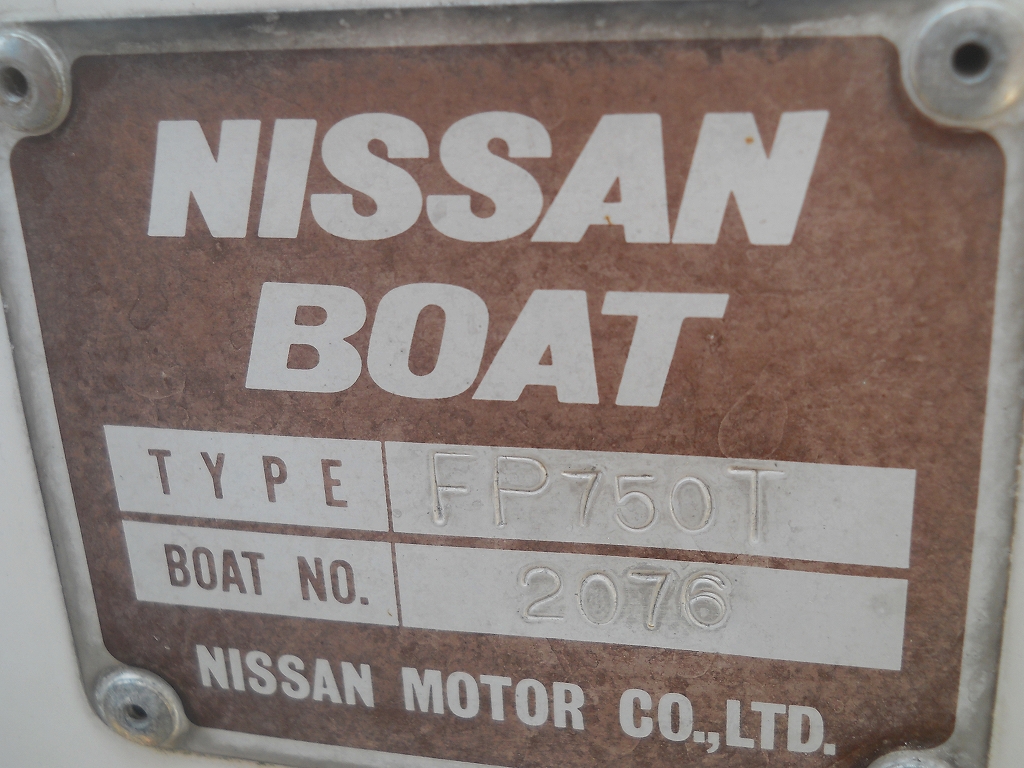 NISSAN
BOAT
TYPE FP750T
BOAT NO. 2076
NISSAN MOTOR CO.,LTD.